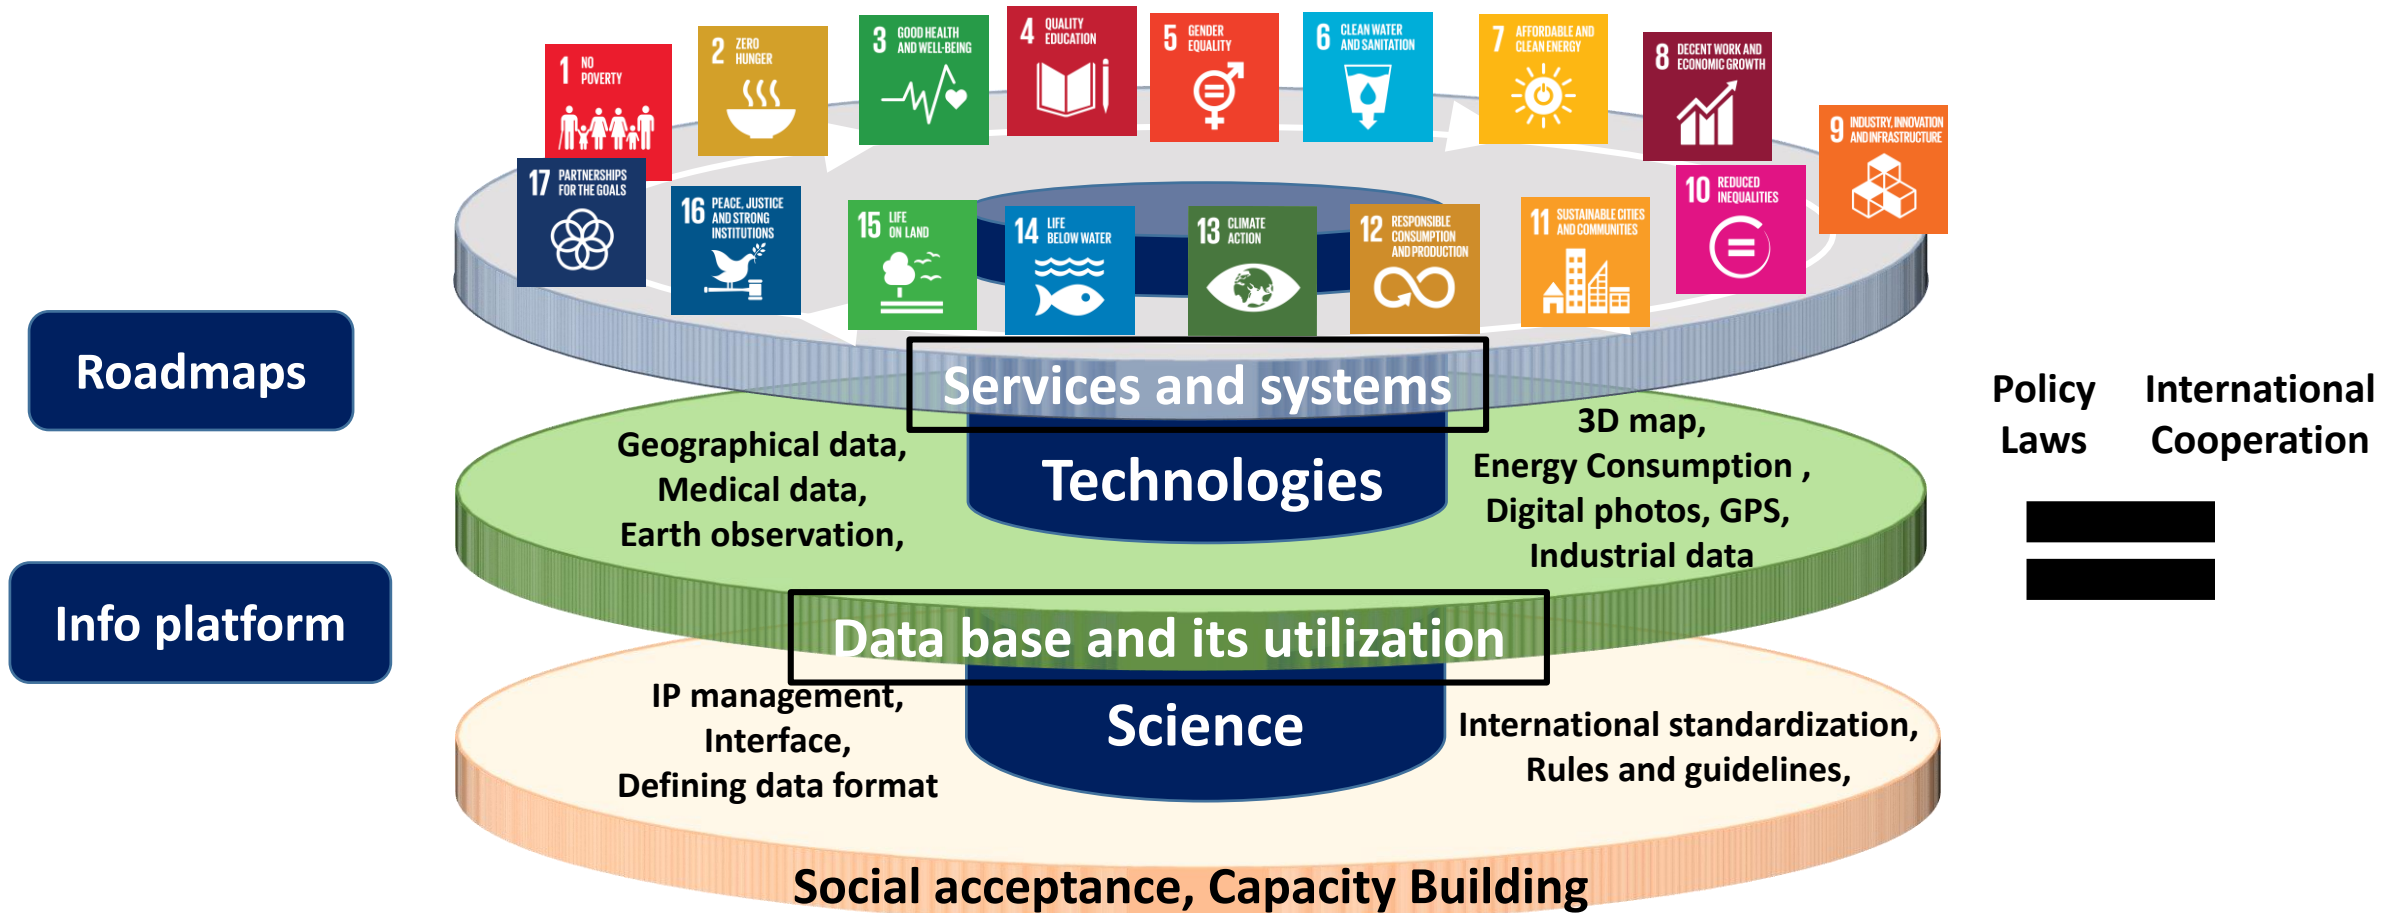 1 NO
POVERTY
2 ZERO
HUNGER
3 GOOD HEALTH
AND WELL-BEING
4 QUALITY
EDUCATION
5 GENDER
EQUALITY
6 CLEAN WATER
AND SANITATION
7 AFFORDABLE AND
CLEAN ENERGY
8 DECENT WORK AND
ECONOMIC GROWTH
9 INDUSTRY, INNOVATION
AND INFRASTRUCTURE
17 PARTNERSHIPS
FOR THE GOALS
16 PEACE, JUSTICE
AND STRONG
INSTITUTIONS
15 LIFE
ON LAND
14 LIFE
BELOW WATER
13 CLIMATE
ACTION
12 RESPONSIBLE
CONSUMPTION
AND PRODUCTION
11 SUSTAINABLE CITIES
AND COMMUNITIES
10 REDUCED
INEQUALITIES
Roadmaps
Info platform
Services and systems
Geographical data,
Medical data,
Earth observation,
Technologies
3D map,
Energy Consumption ,
Digital photos, GPS,
Industrial data
Data base and its utilization
IP management,
Interface,
Defining data format
Science
International standardization,
Rules and guidelines,
Social acceptance, Capacity Building
Policy
Laws
International
Cooperation